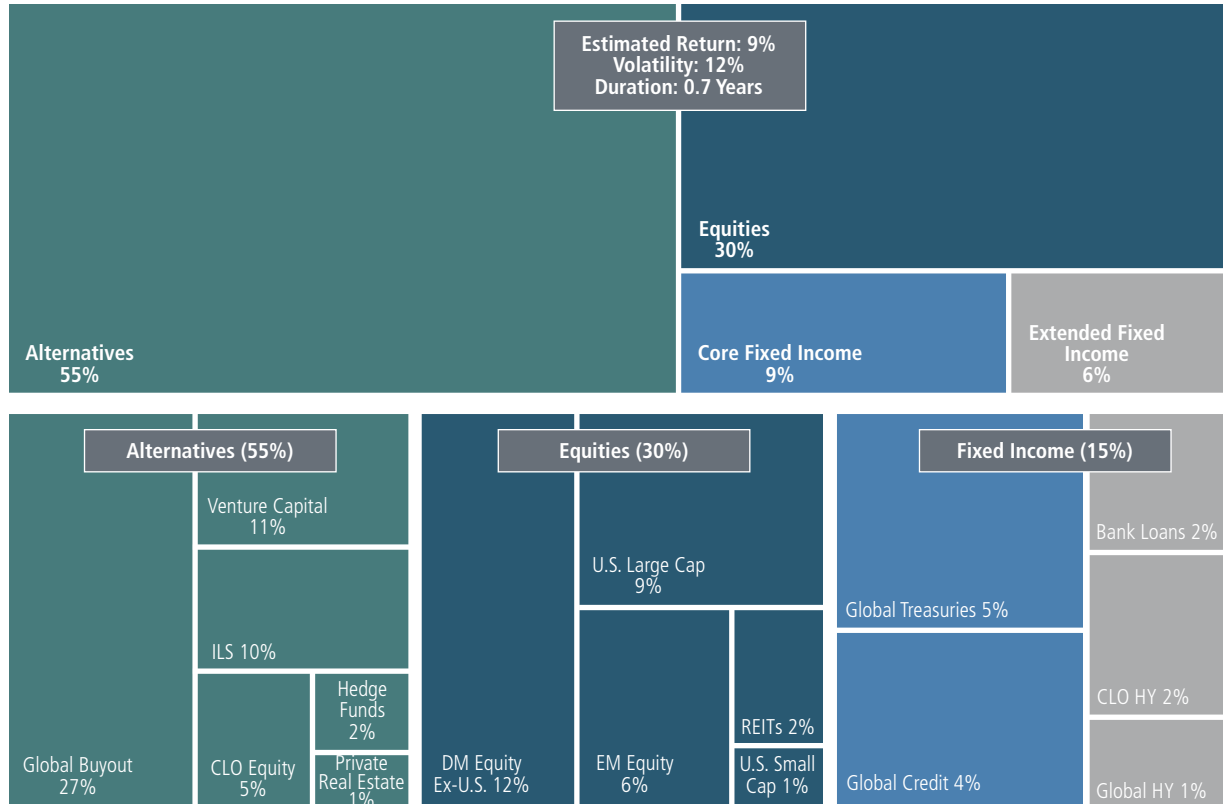 Estimated Return: 9%
Volatility: 12%
Duration: 0.7 Years
Equities
30%
Alternatives
55%
Core Fixed Income
9%
Extended Fixed
Income
6%
Alternatives (55%)
Venture Capital
11%
ILS 10%
Hedge
Funds
2%
Global Buyout
27%
CLO Equity
5%
Private
Real Estate
1%
Equities (30%)
U.S. Large Cap
9%
REITs 2%
DM Equity
Ex-U.S. 12%
EM Equity
6%
U.S. Small
Cap 1%
Fixed Income (15%)
Bank Loans 2%
Global Treasuries 5%
CLO HY 2%
Global Credit 4%
Global HY 1%